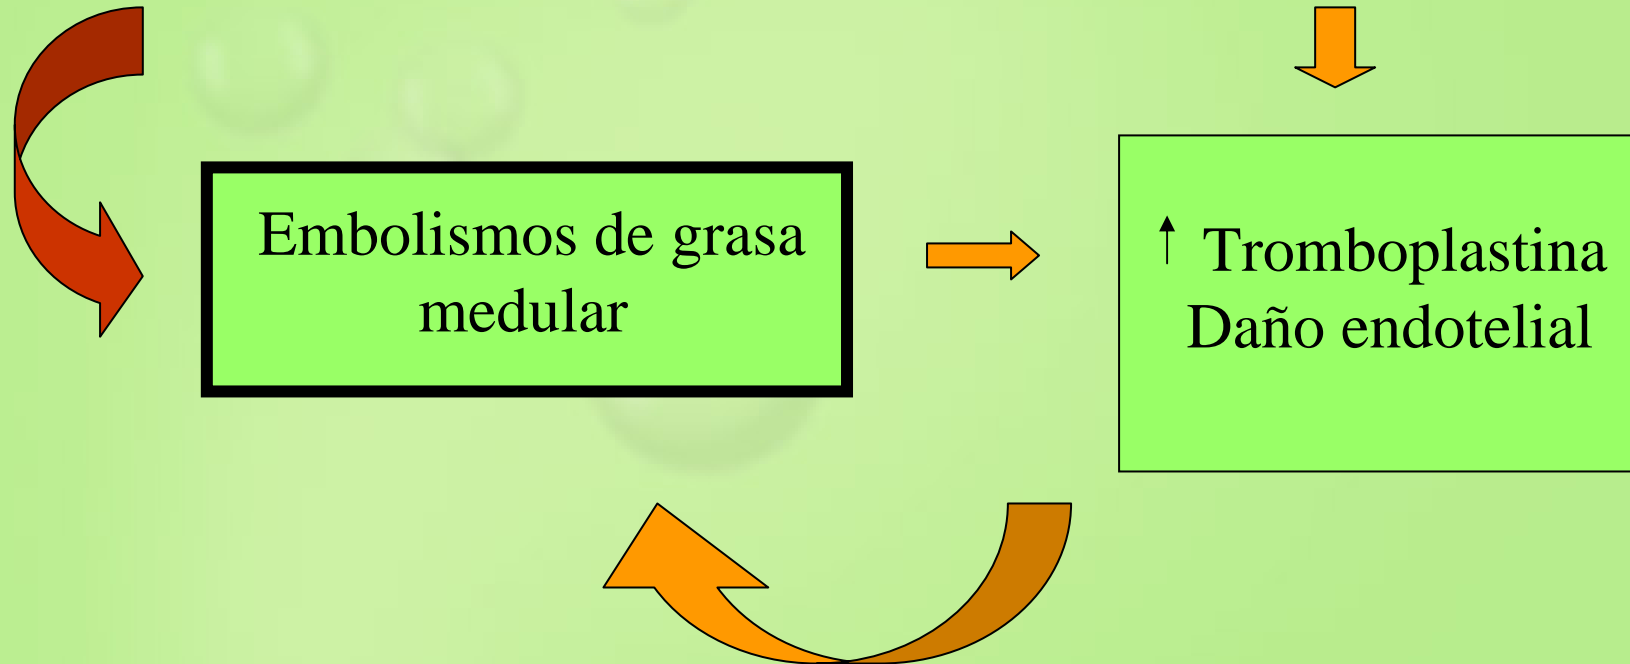 Embolismos de grasa
medular
↑ Tromboplastina
Daño endotelial